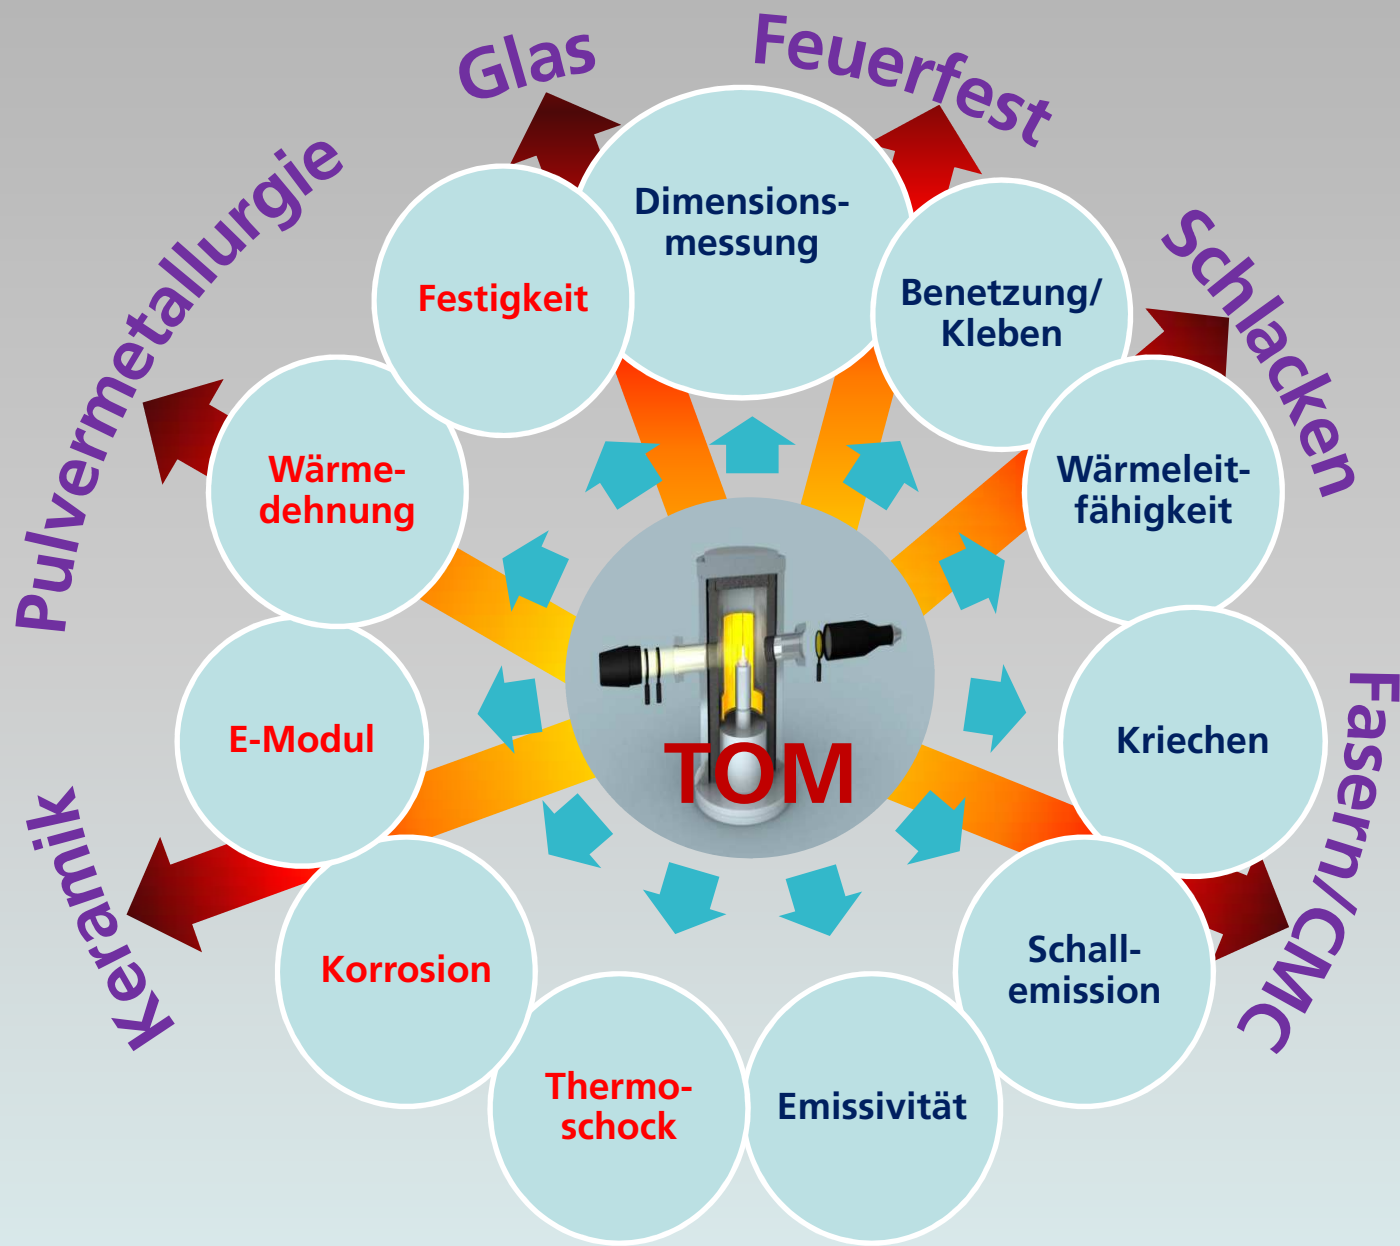 Glas
Feuerfest
Pulvermetallurgie
Schlacken
Keramik
Fasern/CMC
Dimensions-
messung
Festigkeit
Benetzung/
Kleben
Wärme-
dehnung
Wärmeleit-
fähigkeit
E-Modul
TOM
Kriechen
Korrosion
Schall-
emission
Thermo-
schock
Emissivität